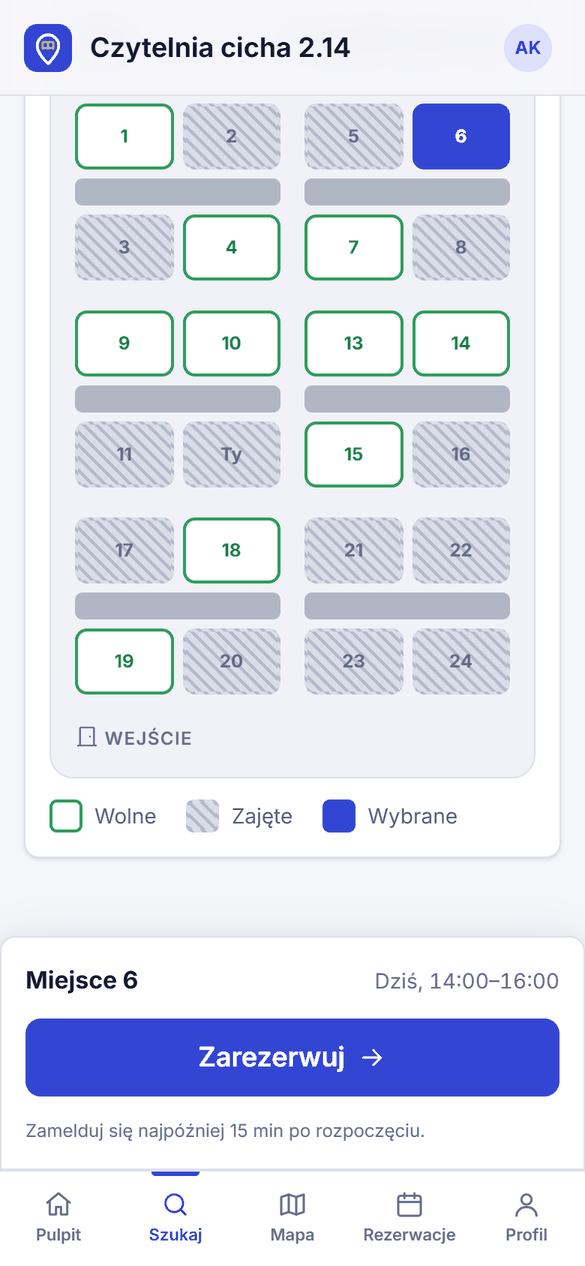 Czytelnia cicha 2.14
AK
1 2 5 6
3 4 7 8
9 10 13 14
11 Ty 15 16
17 18 21 22
19 20 23 24
WEJŚCIE
Wolne Zajęte Wybrane
Miejsce 6 Dziś, 14:00–16:00
Zarezerwuj →
Zamelduj się najpóźniej 15 min po rozpoczęciu.
Pulpit Szukaj Mapa Rezerwacje Profil